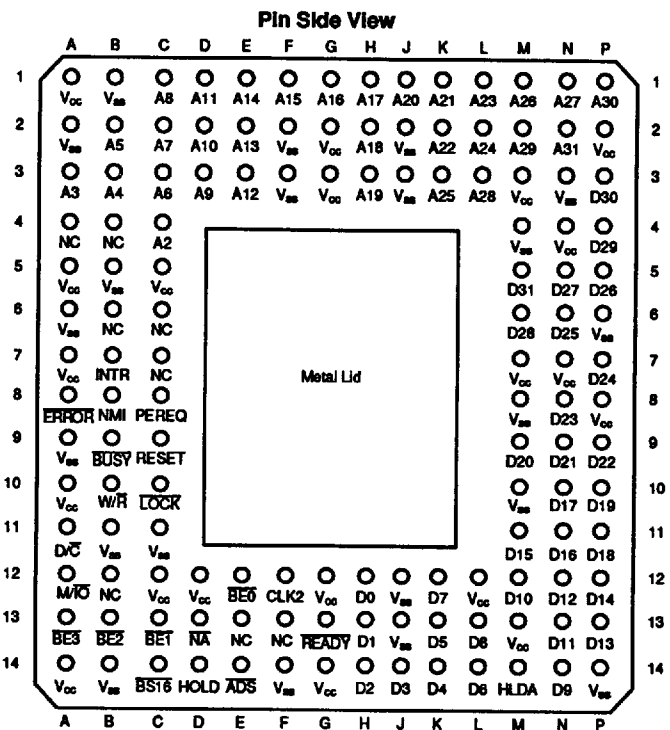 Pin Side View
A B C D E F G H J K L M N P
1 1
Vcc Vss A8 A11 A14 A15 A16 A17 A20 A21 A23 A26 A27 A30
2 2
Vss A5 A7 A10 A13 Vss Vcc A18 Vss A22 A24 A29 A31 Vcc
3 3
A3 A4 A6 A9 A12 Vss Vcc A19 Vss A25 A28 Vcc Vss D30
4 4
NC NC A2 Vss Vcc D29
5 5
Vcc Vss Vcc D31 D27 D26
6 6
Vss NC NC D28 D25 Vss
7 7
Vcc INTR NC Metal Lid Vcc Vcc D24
8 8
ERROR NMI PEREQ Vss D23 Vcc
9 9
Vss BUSY RESET D20 D21 D22
10 10
Vcc W/R LOCK Vss D17 D19
11 11
D/C Vss Vss D15 D16 D18
12 12
M/IO NC Vcc Vcc BE0 CLK2 Vcc D0 Vss D7 Vcc D10 D12 D14
13 13
BE3 BE2 BE1 NA NC NC READY D1 Vss D5 D8 Vcc D11 D13
14 14
Vcc Vss BS16 HOLD ADS Vss Vcc D2 D3 D4 D6 HLDA D9 Vss
A B C D E F G H J K L M N P